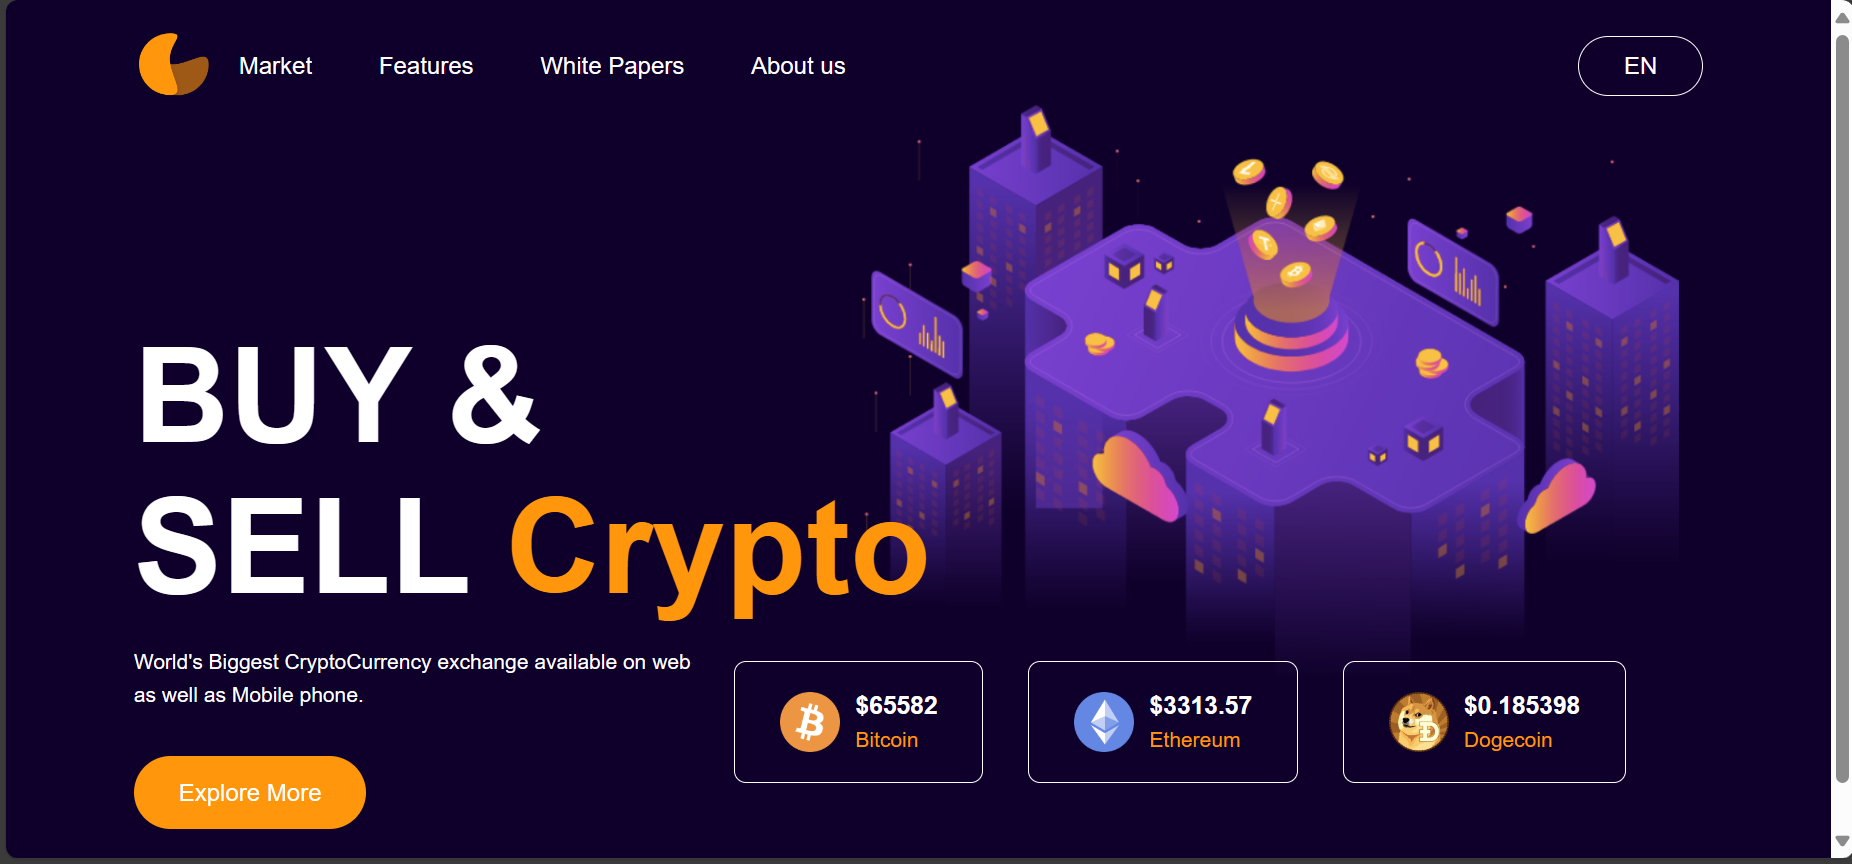 Market
Features
White Papers
About us
EN
BUY &
SELL Crypto
World's Biggest CryptoCurrency exchange available on web
as well as Mobile phone.
Explore More
$65582
Bitcoin
$3313.57
Ethereum
$0.185398
Dogecoin